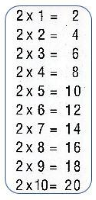 2 x 1 = 2
2 x 2 = 4
2 x 3 = 6
2 x 4 = 8
2 x 5 = 10
2 x 6 = 12
2 x 7 = 14
2 x 8 = 16
2 x 9 = 18
2 x 10= 20